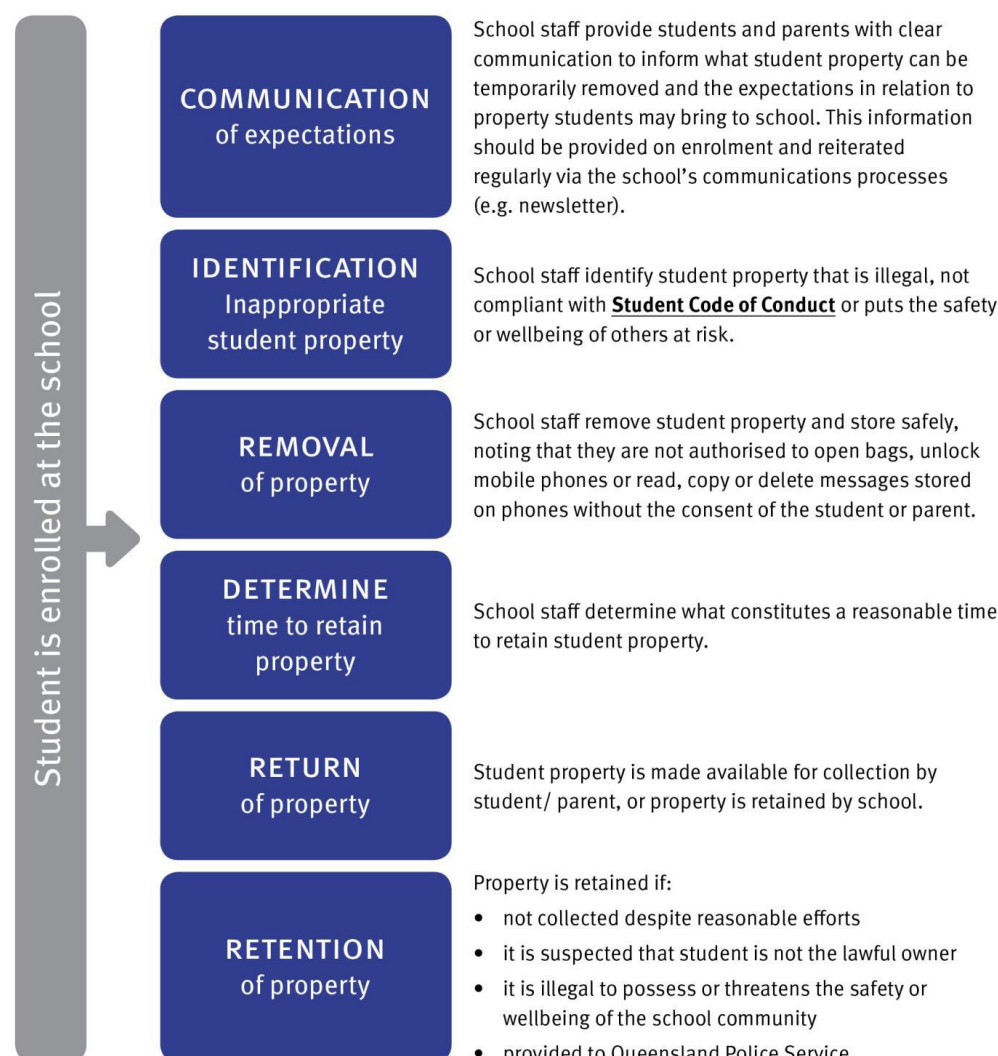 Student is enrolled at the school
COMMUNICATION
of expectations
School staff provide students and parents with clear
communication to inform what student property can be
temporarily removed and the expectations in relation to
property students may bring to school. This information
should be provided on enrolment and reiterated
regularly via the school’s communications processes
(e.g. newsletter).
IDENTIFICATION
Inappropriate
student property
School staff identify student property that is illegal, not
compliant with Student Code of Conduct or puts the safety
or wellbeing of others at risk.
REMOVAL
of property
School staff remove student property and store safely,
noting that they are not authorised to open bags, unlock
mobile phones or read, copy or delete messages stored
on phones without the consent of the student or parent.
DETERMINE
time to retain
property
School staff determine what constitutes a reasonable time
to retain student property.
RETURN
of property
Student property is made available for collection by
student/ parent, or property is retained by school.
RETENTION
of property
Property is retained if:
• not collected despite reasonable efforts
• it is suspected that student is not the lawful owner
• it is illegal to possess or threatens the safety or
wellbeing of the school community
• provided to Queensland Police Service